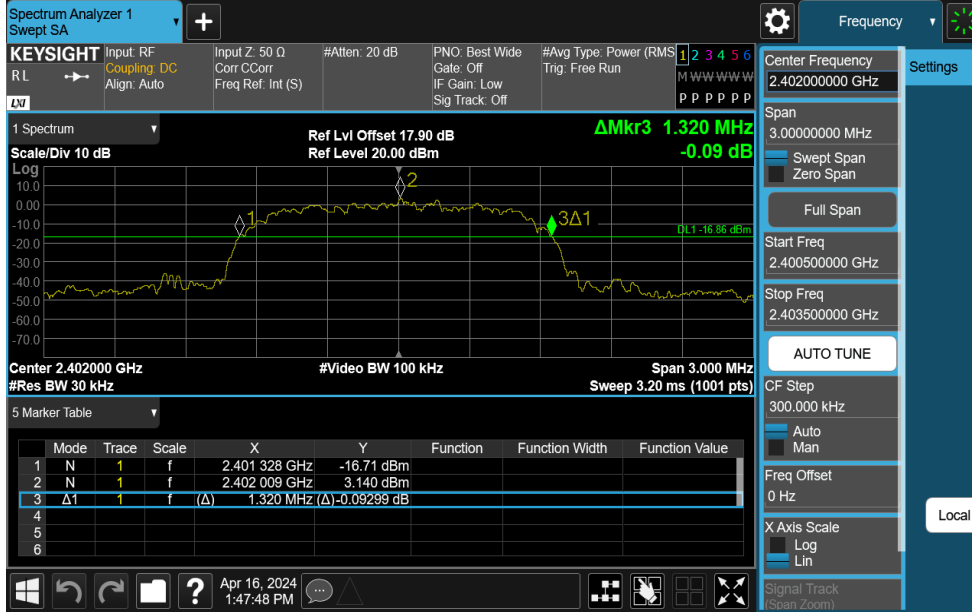 Spectrum Analyzer 1
Swept SA
+
Frequency
KEYSIGHT
R L
LXI
Input: RF
Coupling: DC
Align: Auto
Input Z: 50 Ω
Corr CCorr
Freq Ref: Int (S)
#Atten: 20 dB
PNO: Best Wide
Gate: Off
IF Gain: Low
Sig Track: Off
#Avg Type: Power (RMS
Trig: Free Run
1 2 3 4 5 6
M W W W W W
P P P P P P
1 Spectrum
Scale/Div 10 dB
Ref Lvl Offset 17.90 dB
Ref Level 20.00 dBm
ΔMkr3 1.320 MHz
-0.09 dB
Log
10.0
0.00
-10.0
-20.0
-30.0
-40.0
-50.0
-60.0
-70.0
1
2
3Δ1
DL1 -16.86 dBm
Center 2.402000 GHz
#Video BW 100 kHz
Span 3.000 MHz
#Res BW 30 kHz
Sweep 3.20 ms (1001 pts)
5 Marker Table
Mode Trace Scale X Y Function Function Width Function Value
1 N 1 f 2.401 328 GHz -16.71 dBm
2 N 1 f 2.402 009 GHz 3.140 dBm
3 Δ1 1 f (Δ) 1.320 MHz (Δ)-0.09299 dB
4
5
6
Center Frequency
2.402000000 GHz
Span
3.00000000 MHz
Swept Span
Zero Span
Full Span
Start Freq
2.400500000 GHz
Stop Freq
2.403500000 GHz
AUTO TUNE
CF Step
300.000 kHz
Auto
Man
Freq Offset
0 Hz
X Axis Scale
Log
Lin
Signal Track
(Span Zoom)
Settings
Local
?
Apr 16, 2024
1:47:48 PM